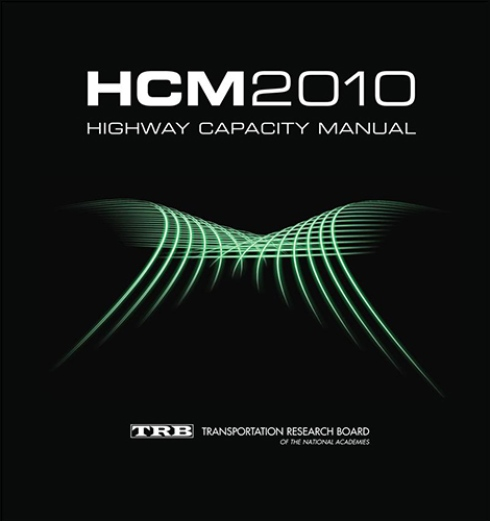 HCM2010
HIGHWAY CAPACITY MANUAL
TRB TRANSPORTATION RESEARCH BOARD
OF THE NATIONAL ACADEMIES